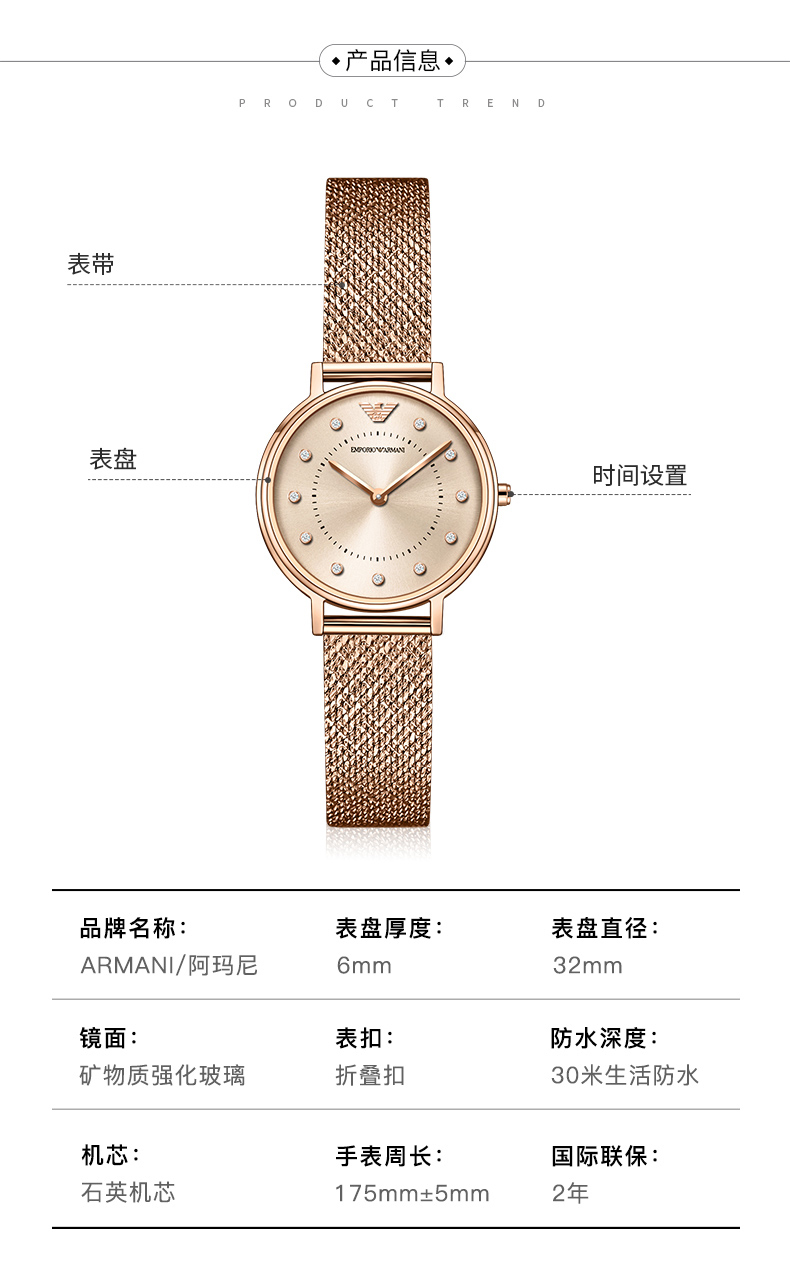 产品信息
PRODUCT TREND
表带
EMPORIO ARMANI
表盘
时间设置
品牌名称：
表盘厚度：
表盘直径：
ARMANI/阿玛尼
6mm
32mm
镜面：
表扣：
防水深度：
矿物质强化玻璃
折叠扣
30米生活防水
机芯：
手表周长：
国际联保：
石英机芯
175mm±5mm
2年